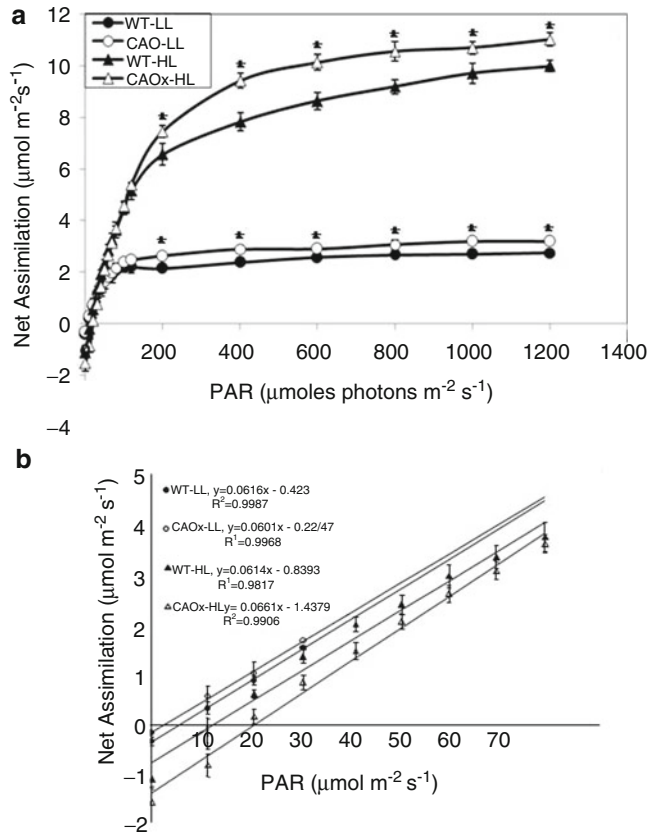 a
WT-LL
CAO-LL
WT-HL
CAOx-HL
Net Assimilation (µmol m-2s-1)
12
10
8
6
4
2
0
−2
−4
200 400 600 800 1000 1200 1400
* * * * * *
* * * * * *
PAR (µmoles photons m-2 s-1)
b
Net Assimilation (µmol m-2 s-1)
5
4
3
2
1
0
−1
−2
WT-LL, y=0.0616x - 0.423
R2=0.9987
CAOx-LL, y=0.0601x - 0.22/47
R1=0.9968
WT-HL, y=0.0614x - 0.8393
R1=0.9817
CAOx-HLy= 0.0661x - 1.4379
R2=0.9906
10 20 30 40 50 60 70
PAR (µmol m-2 s-1)